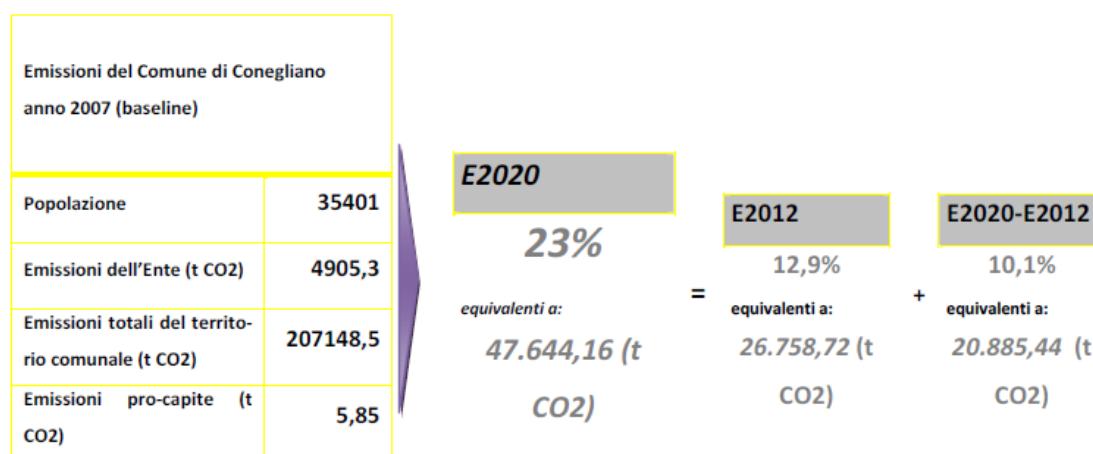 Emissioni del Comune di Conegliano
anno 2007 (baseline)
Popolazione 35401
Emissioni dell'Ente (t CO2) 4905,3
Emissioni totali del territo-
rio comunale (t CO2) 207148,5
Emissioni pro-capite (t
CO2) 5,85
E2020
23%
equivalenti a:
47.644,16 (t
CO2)
=
E2012
12,9%
equivalenti a:
26.758,72 (t
CO2)
+
E2020-E2012
10,1%
equivalenti a:
20.885,44 (t
CO2)